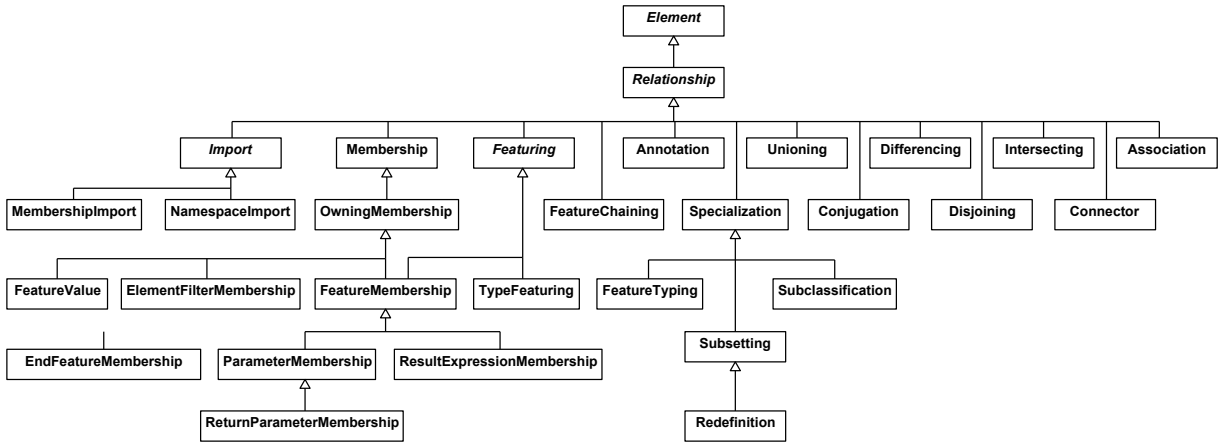 Element
Relationship
Import
Membership
Featuring
Annotation
Unioning
Differencing
Intersecting
Association
MembershipImport
NamespaceImport
OwningMembership
FeatureChaining
Specialization
Conjugation
Disjoining
Connector
FeatureValue
ElementFilterMembership
FeatureMembership
TypeFeaturing
FeatureTyping
Subclassification
Subsetting
EndFeatureMembership
ParameterMembership
ResultExpressionMembership
ReturnParameterMembership
Redefinition